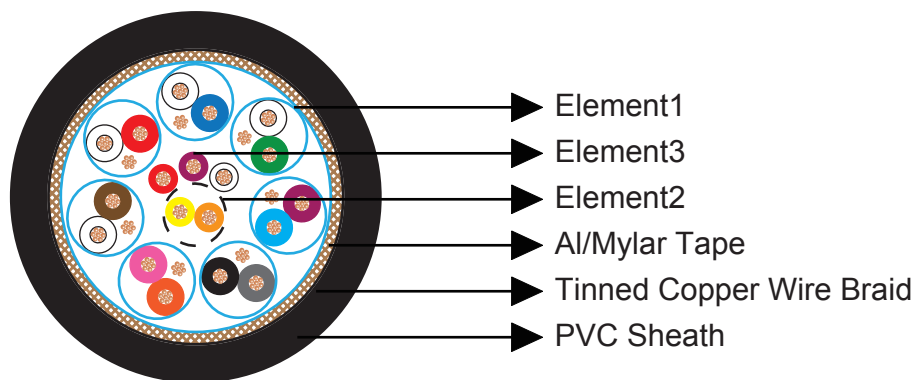 Element1
Element3
Element2
Al/Mylar Tape
Tinned Copper Wire Braid
PVC Sheath